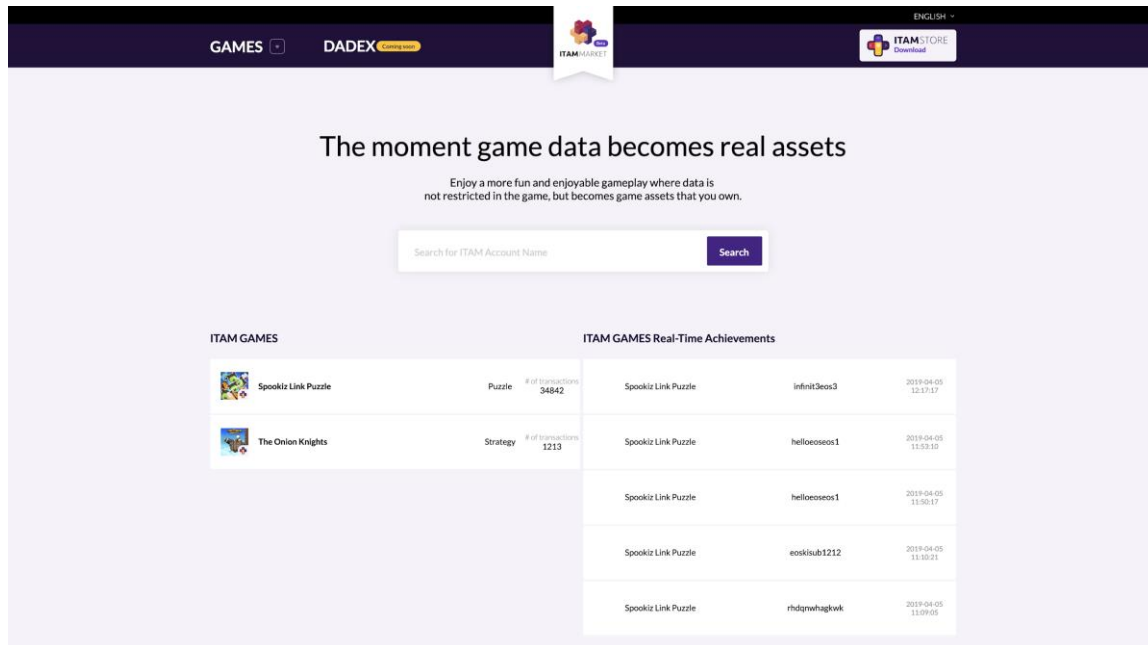 ENGLISH
GAMES +
DADEX Coming soon
Beta
ITAMMARKET
ITAMSTORE
Download
The moment game data becomes real assets
Enjoy a more fun and enjoyable gameplay where data is
not restricted in the game, but becomes game assets that you own.
Search for ITAM Account Name
Search
ITAM GAMES
Spookiz Link Puzzle Puzzle # of transactions
34842
The Onion Knights Strategy # of transactions
1213
ITAM GAMES Real-Time Achievements
Spookiz Link Puzzle infinit3eos3 2019-04-05
12:17:17
Spookiz Link Puzzle helloeoseos1 2019-04-05
11:53:10
Spookiz Link Puzzle helloeoseos1 2019-04-05
11:50:17
Spookiz Link Puzzle eoskisub1212 2019-04-05
11:10:21
Spookiz Link Puzzle rhdqnwhagkwk 2019-04-05
11:09:05